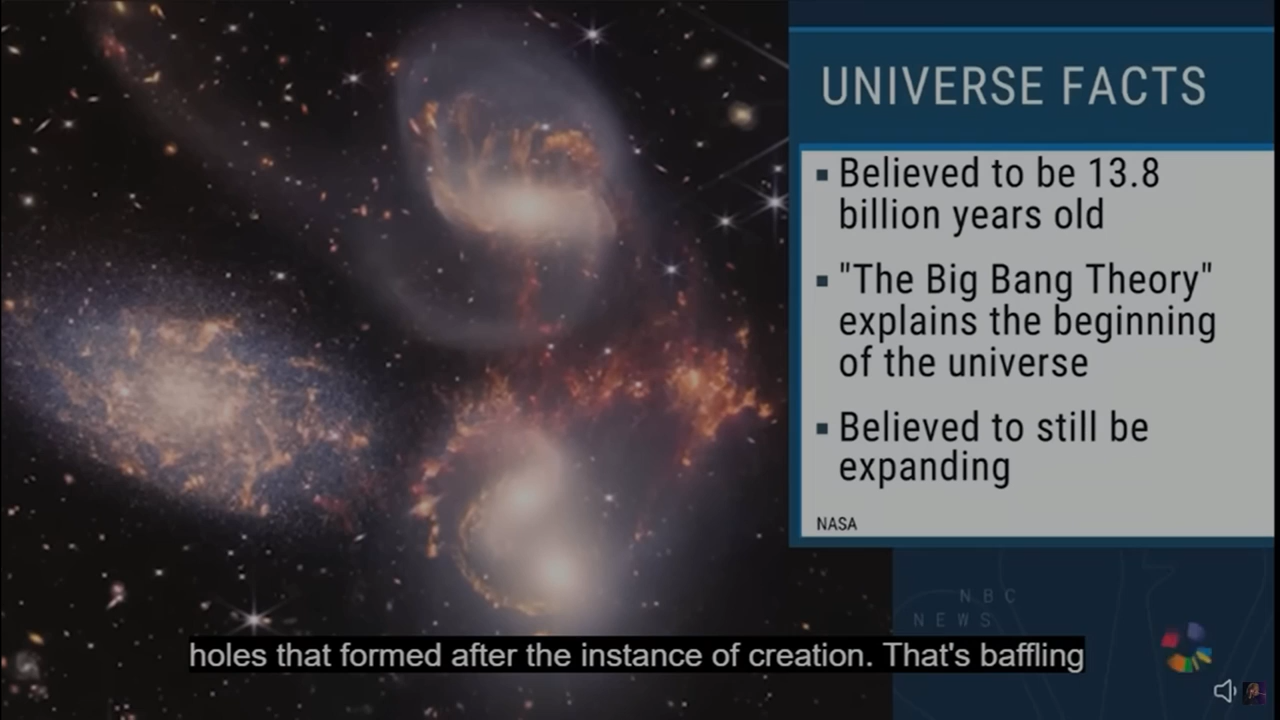 UNIVERSE FACTS
▪ Believed to be 13.8
billion years old
▪ "The Big Bang Theory"
explains the beginning
of the universe
▪ Believed to still be
expanding
NASA
NBC
NEWS
holes that formed after the instance of creation. That's baffling